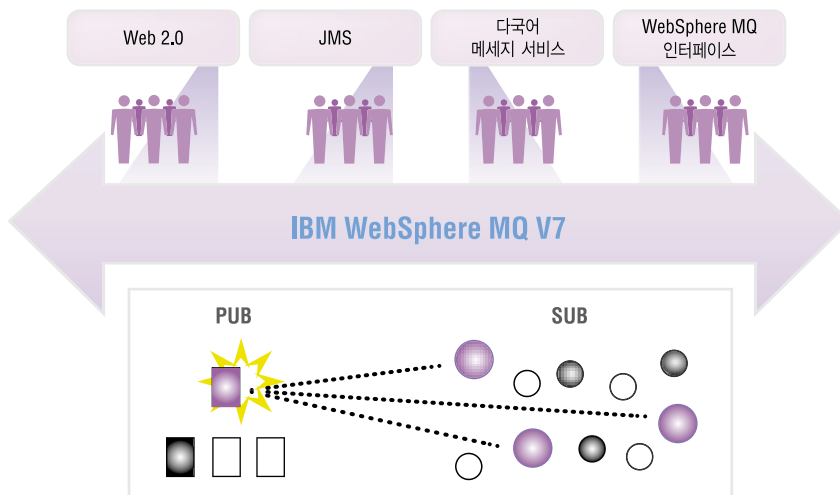 Web 2.0
JMS
다국어
메세지 서비스
WebSphere MQ
인터페이스
IBM WebSphere MQ V7
PUB
SUB